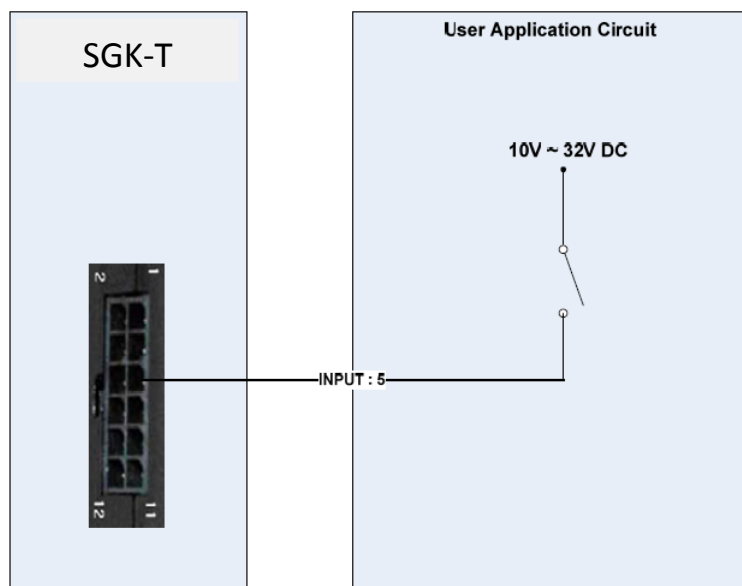 SGK-T
User Application Circuit
10V ~ 32V DC
2 1
INPUT : 5
12 11